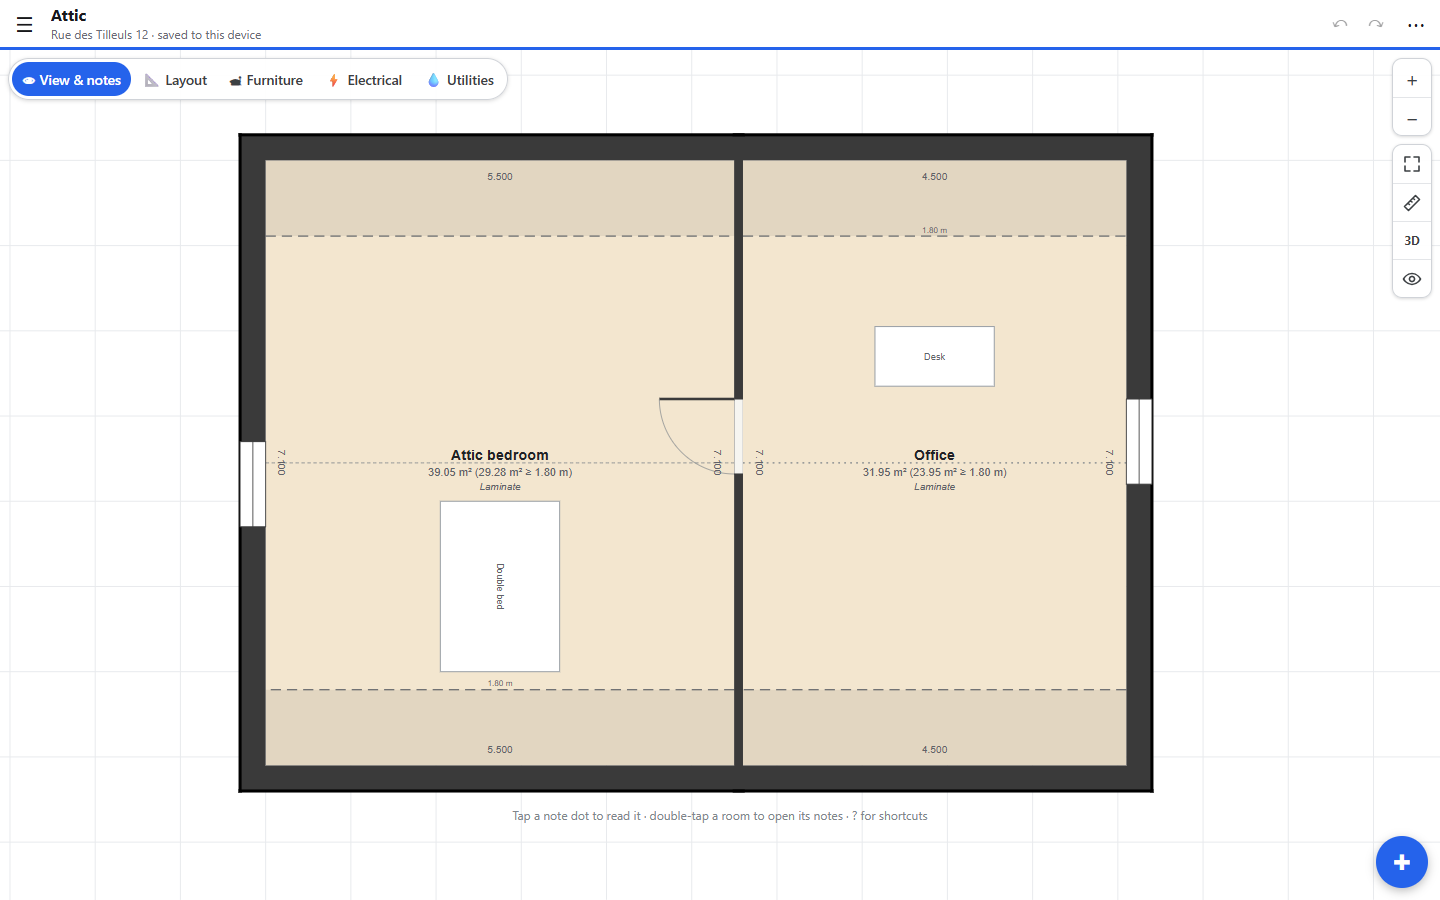 Attic
Rue des Tilleuls 12 · saved to this device
View & notes
Layout
Furniture
Electrical
Utilities
+
−
3D
5.500
4.500
1.80 m
Desk
7.100
Attic bedroom
39.05 m² (29.28 m² ≥ 1.80 m)
Laminate
7.100
7.100
Office
31.95 m² (23.95 m² ≥ 1.80 m)
Laminate
7.100
Double bed
1.80 m
5.500
4.500
Tap a note dot to read it · double-tap a room to open its notes · ? for shortcuts